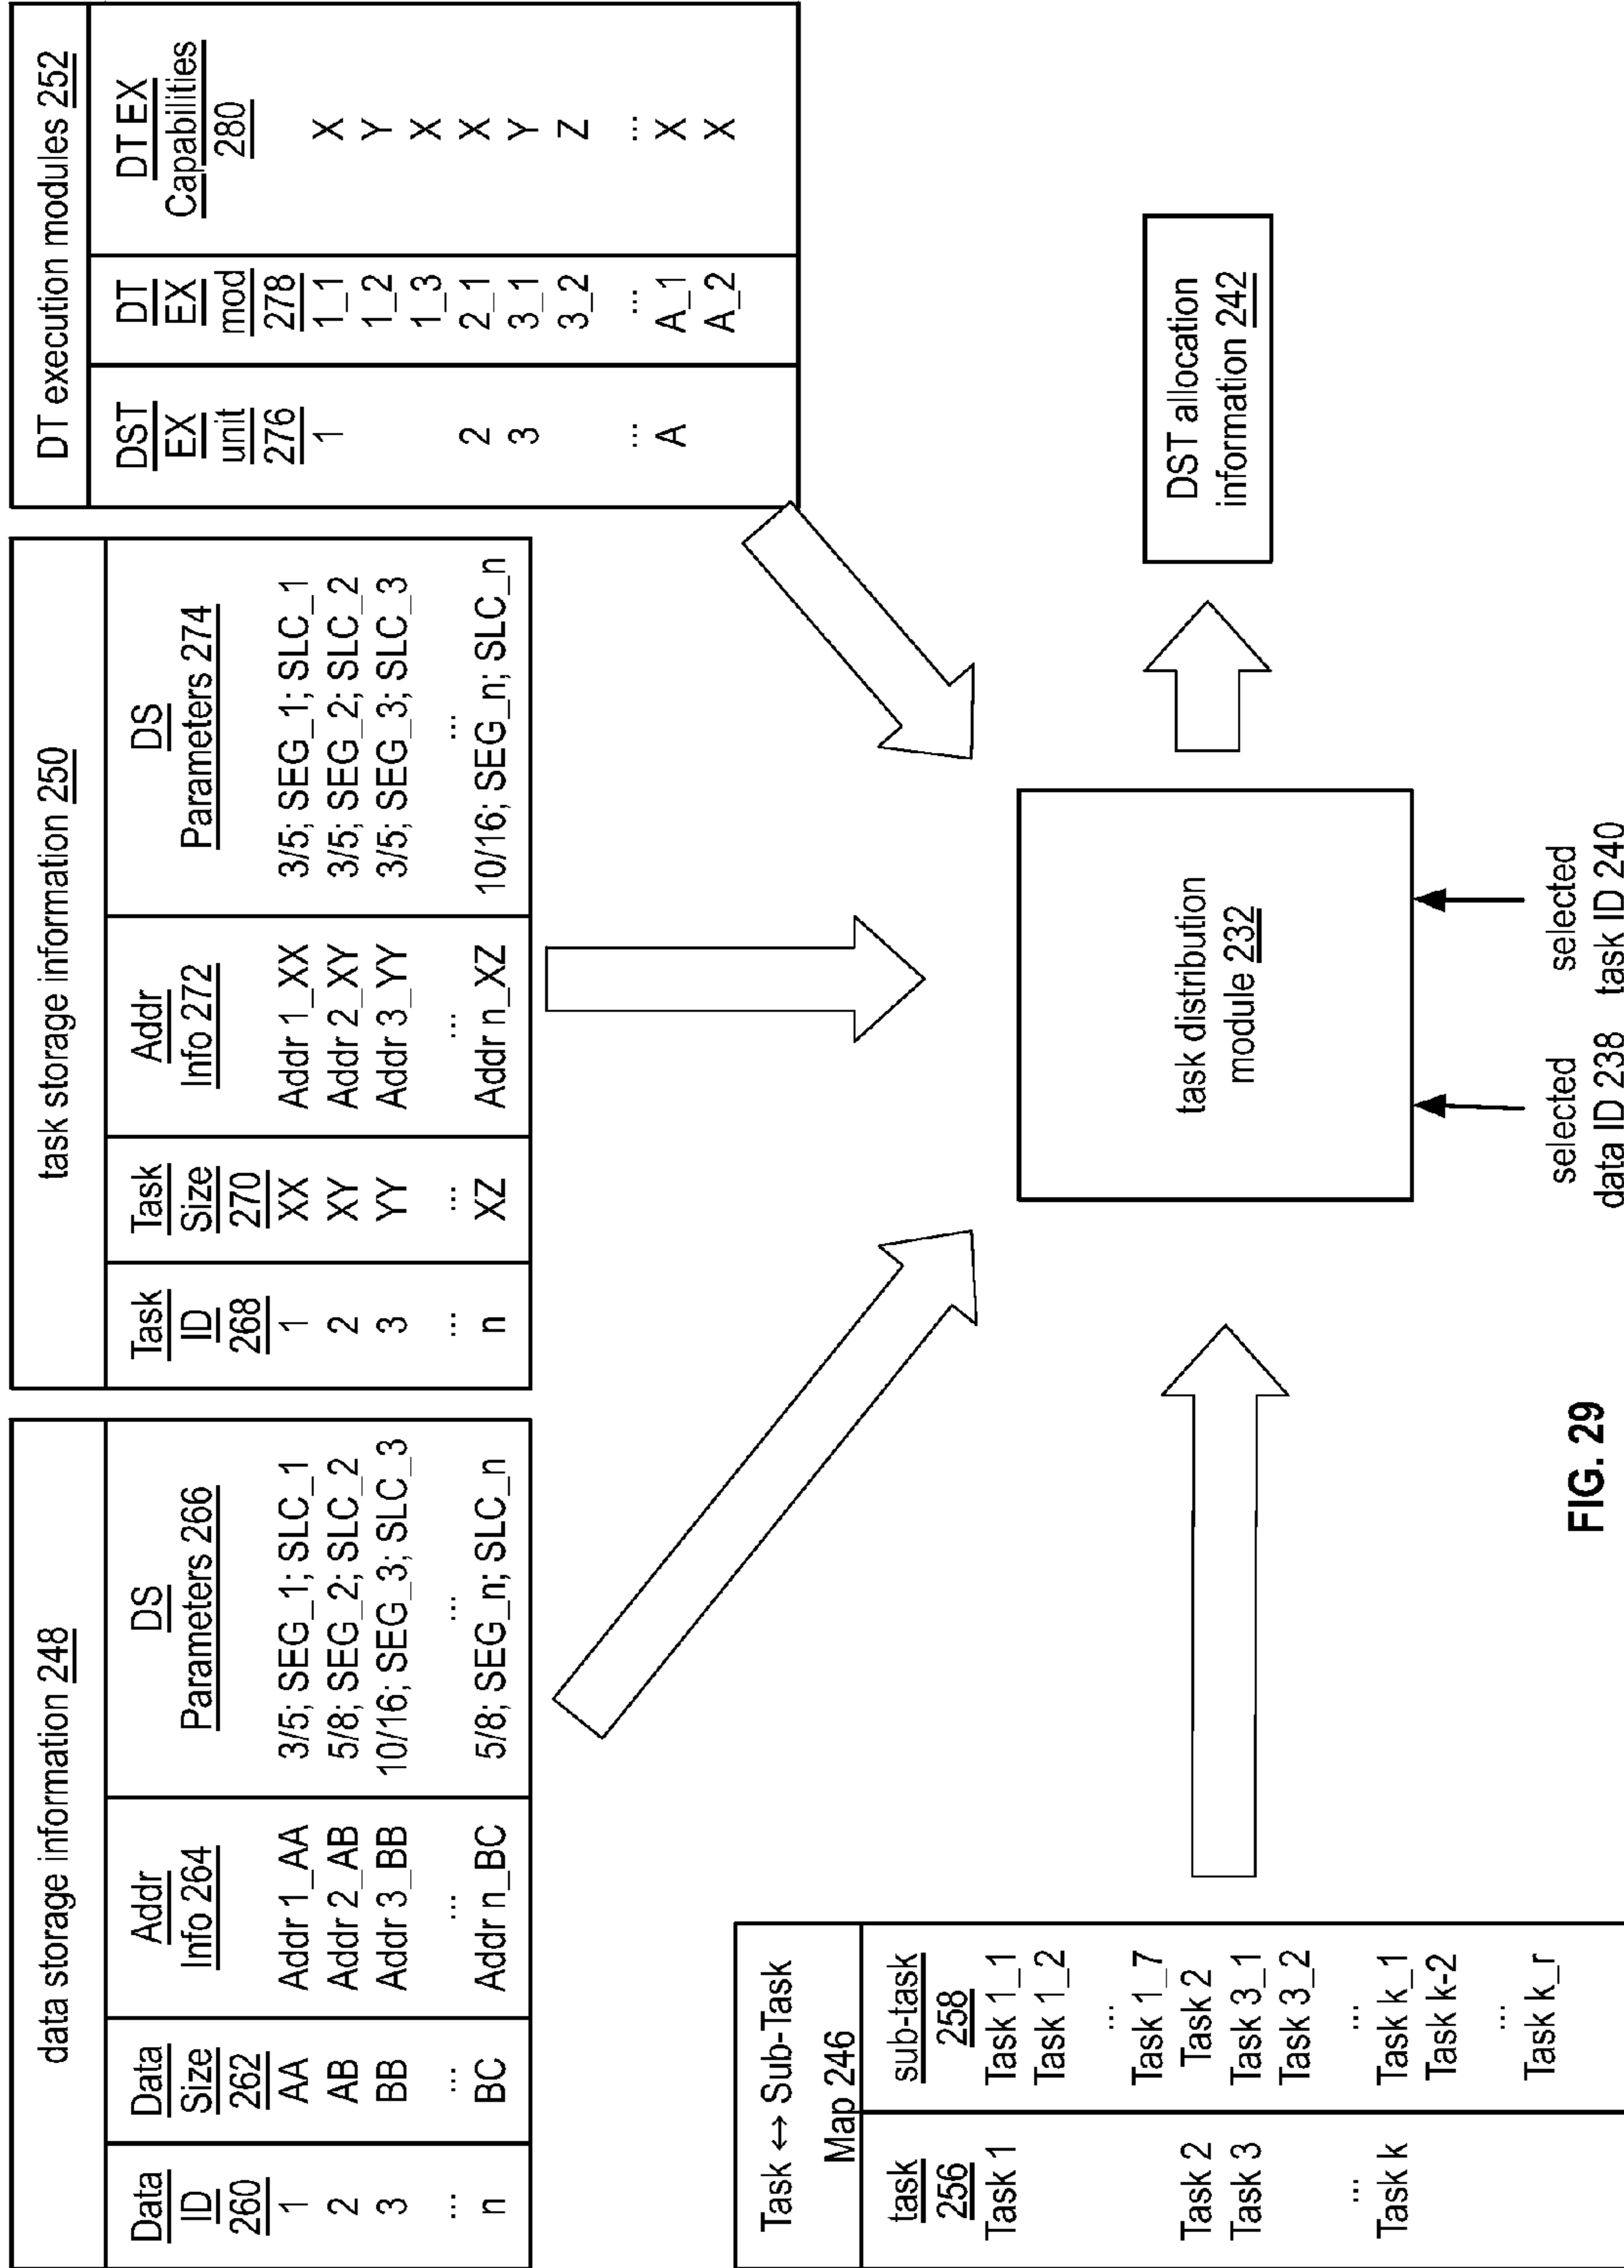 data storage information 248
Data ID 260 Data Size 262 Addr Info 264 DS Parameters 266
1 AA Addr 1_AA 3/5; SEG_1; SLC_1
2 AB Addr 2_AB 5/8; SEG_2; SLC_2
3 BB Addr 3_BB 10/16; SEG_3; SLC_3
... ... ... ...
n BC Addr n_BC 5/8; SEG_n; SLC_n
task storage information 250
Task ID 268 Task Size 270 Addr Info 272 DS Parameters 274
1 XX Addr 1_XX 3/5; SEG_1; SLC_1
2 XY Addr 2_XY 3/5; SEG_2; SLC_2
3 YY Addr 3_YY 3/5; SEG_3; SLC_3
... ... ... ...
n XZ Addr n_XZ 10/16; SEG_n; SLC_n
DT execution modules 252
DST EX unit 276 DT EX mod 278 DT EX Capabilities 280
1 1_1 X
1_2 Y
1_3 X
2 2_1 X
3 3_1 Y
3_2 Z
... ... ...
A A_1 X
A_2 X
Task ↔ Sub-Task
Map 246
task 256 sub-task 258
Task 1 Task 1_1
Task 1_2
...
Task 1_7
Task 2 Task 2
Task 3 Task 3_1
Task 3_2
... ...
Task k Task k_1
Task k-2
...
Task k_r
task distribution
module 232
DST allocation
information 242
selected
data ID 238
selected
task ID 240
FIG. 29